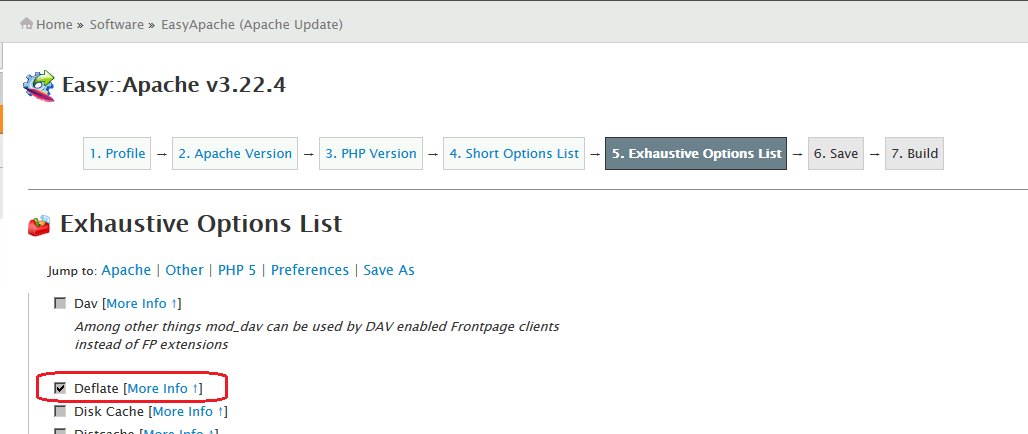 Home » Software » EasyApache (Apache Update)
Easy::Apache v3.22.4
1. Profile → 2. Apache Version → 3. PHP Version → 4. Short Options List → 5. Exhaustive Options List → 6. Save → 7. Build
Exhaustive Options List
Jump to: Apache | Other | PHP 5 | Preferences | Save As
Dav [More Info ↑]
Among other things mod_dav can be used by DAV enabled Frontpage clients
instead of FP extensions
Deflate [More Info ↑]
Disk Cache [More Info ↑]
Distcache [More Info ↑]